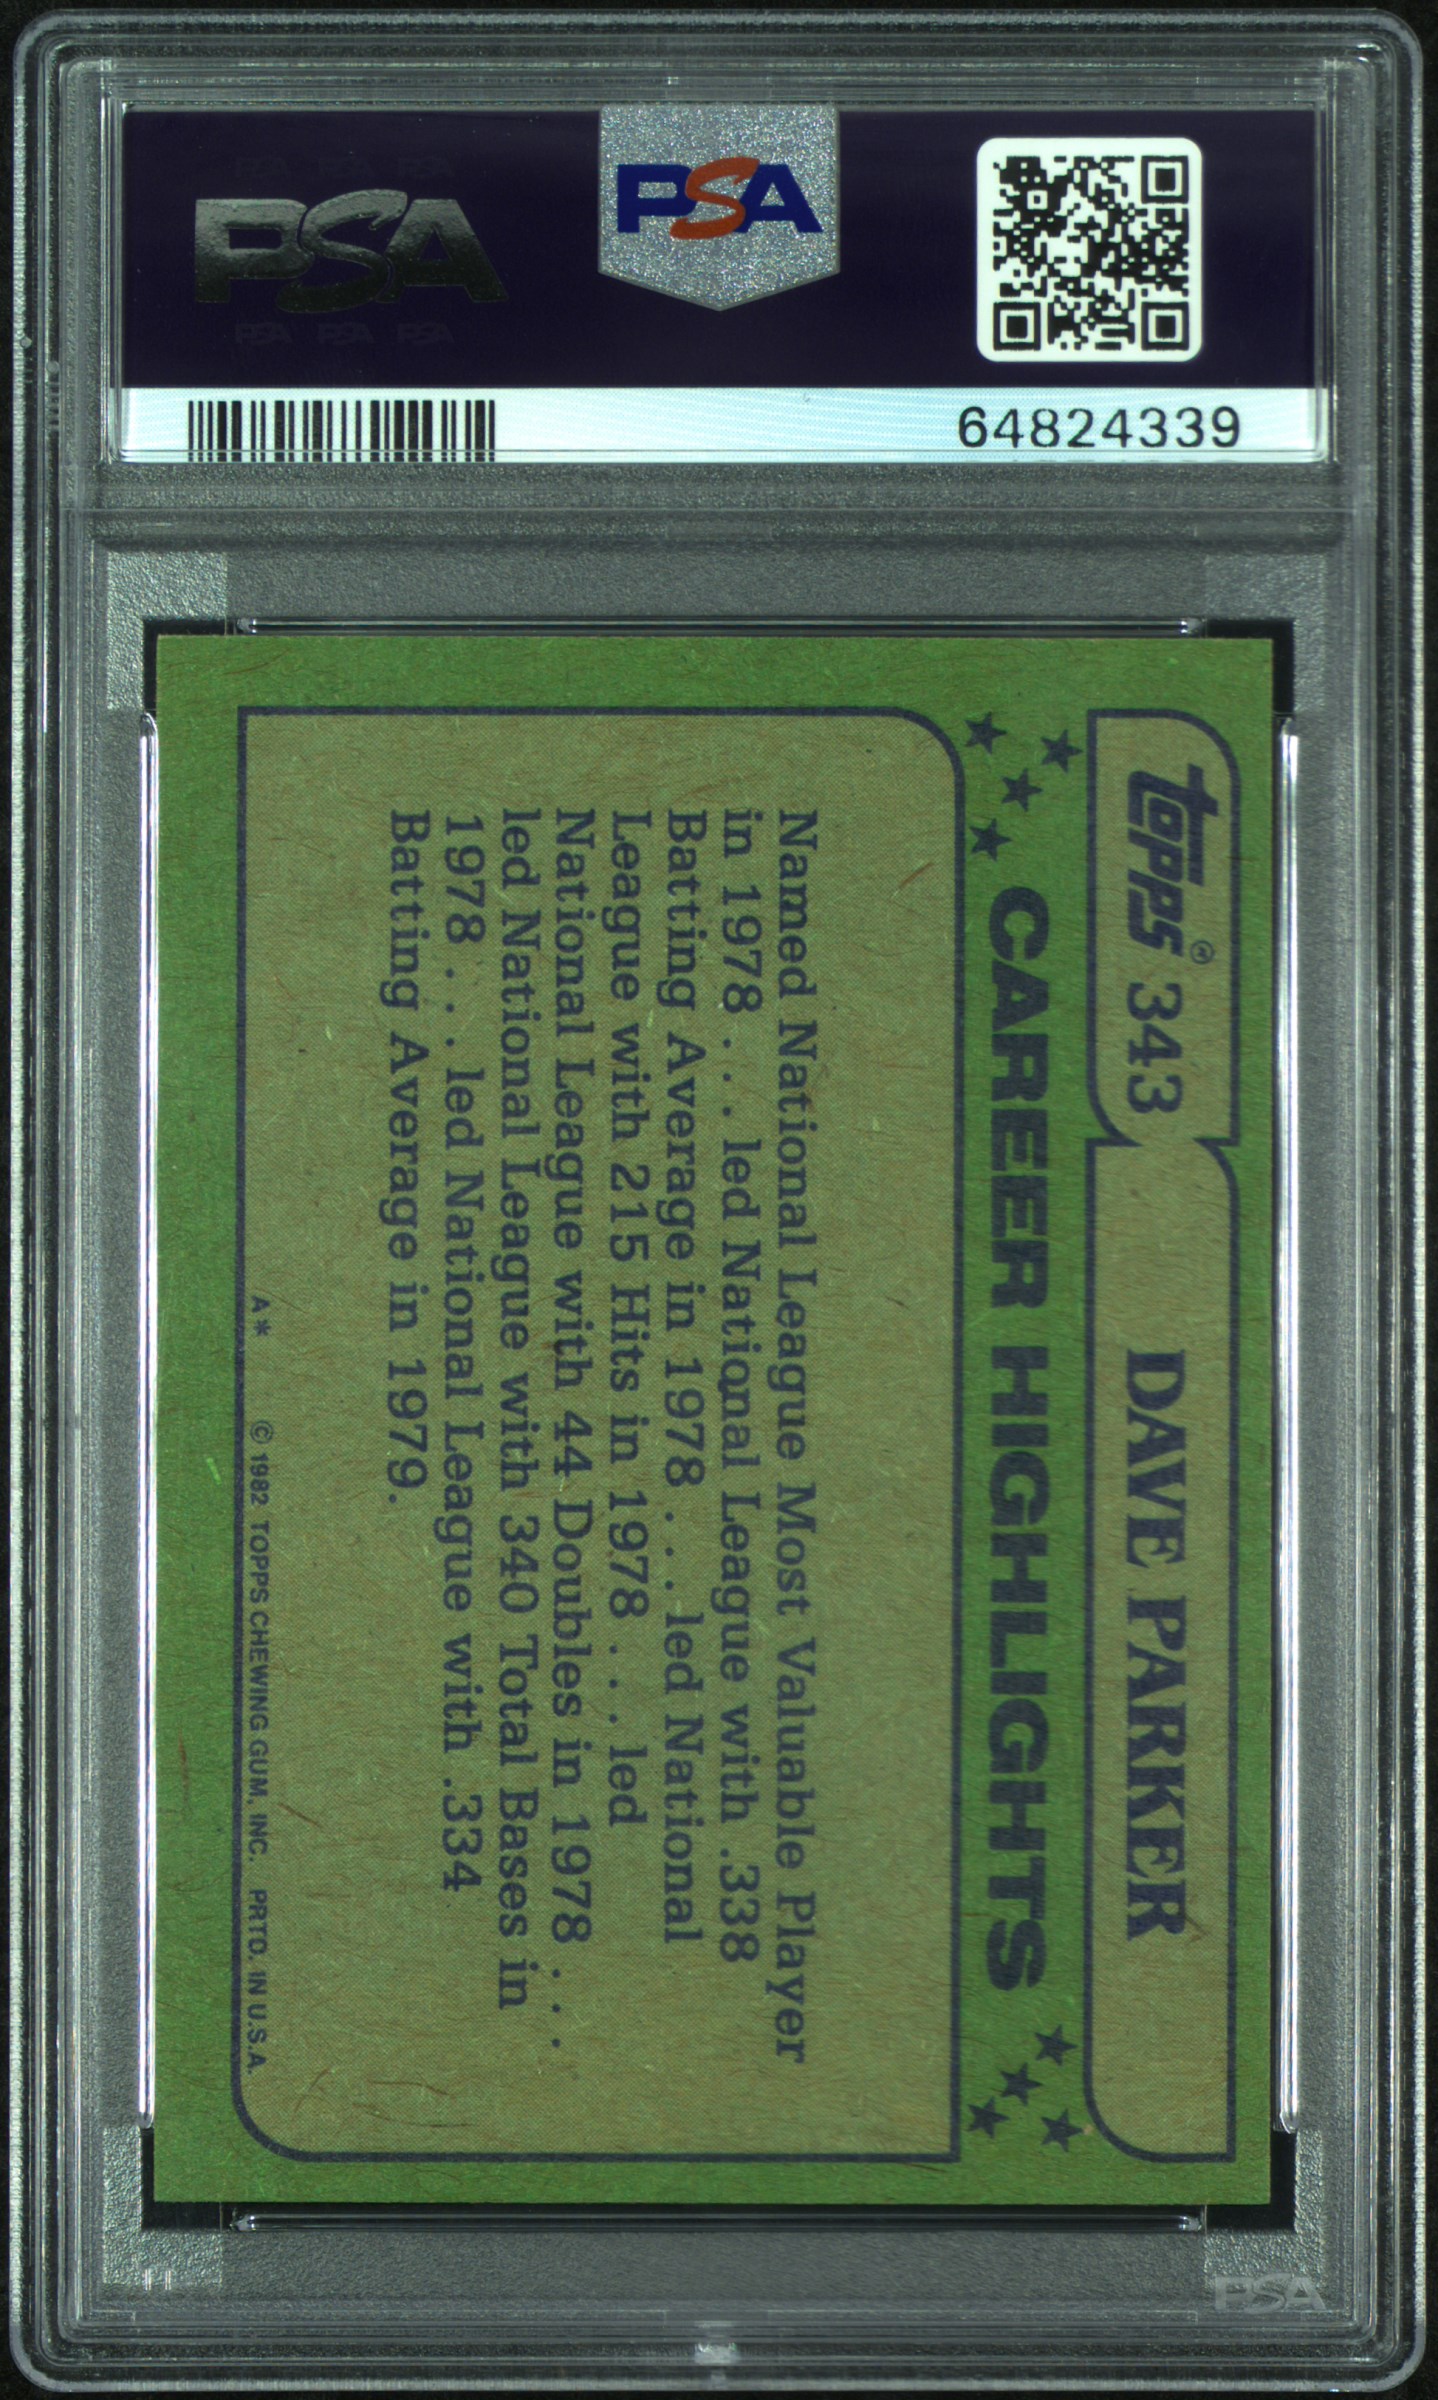 PSA
PSA
PSA PSA PSA
64824339
topps® 343
DAVE PARKER
CAREER HIGHLIGHTS
Named National League Most Valuable Player
in 1978 . . . led National League with .338
Batting Average in 1978 . . . led National
League with 215 Hits in 1978 . . . led
National League with 44 Doubles in 1978 . . .
led National League with 340 Total Bases in
1978 . . . led National League with .334
Batting Average in 1979.
A* © 1982 TOPPS CHEWING GUM, INC. PRTD. IN U.S.A.
PSA